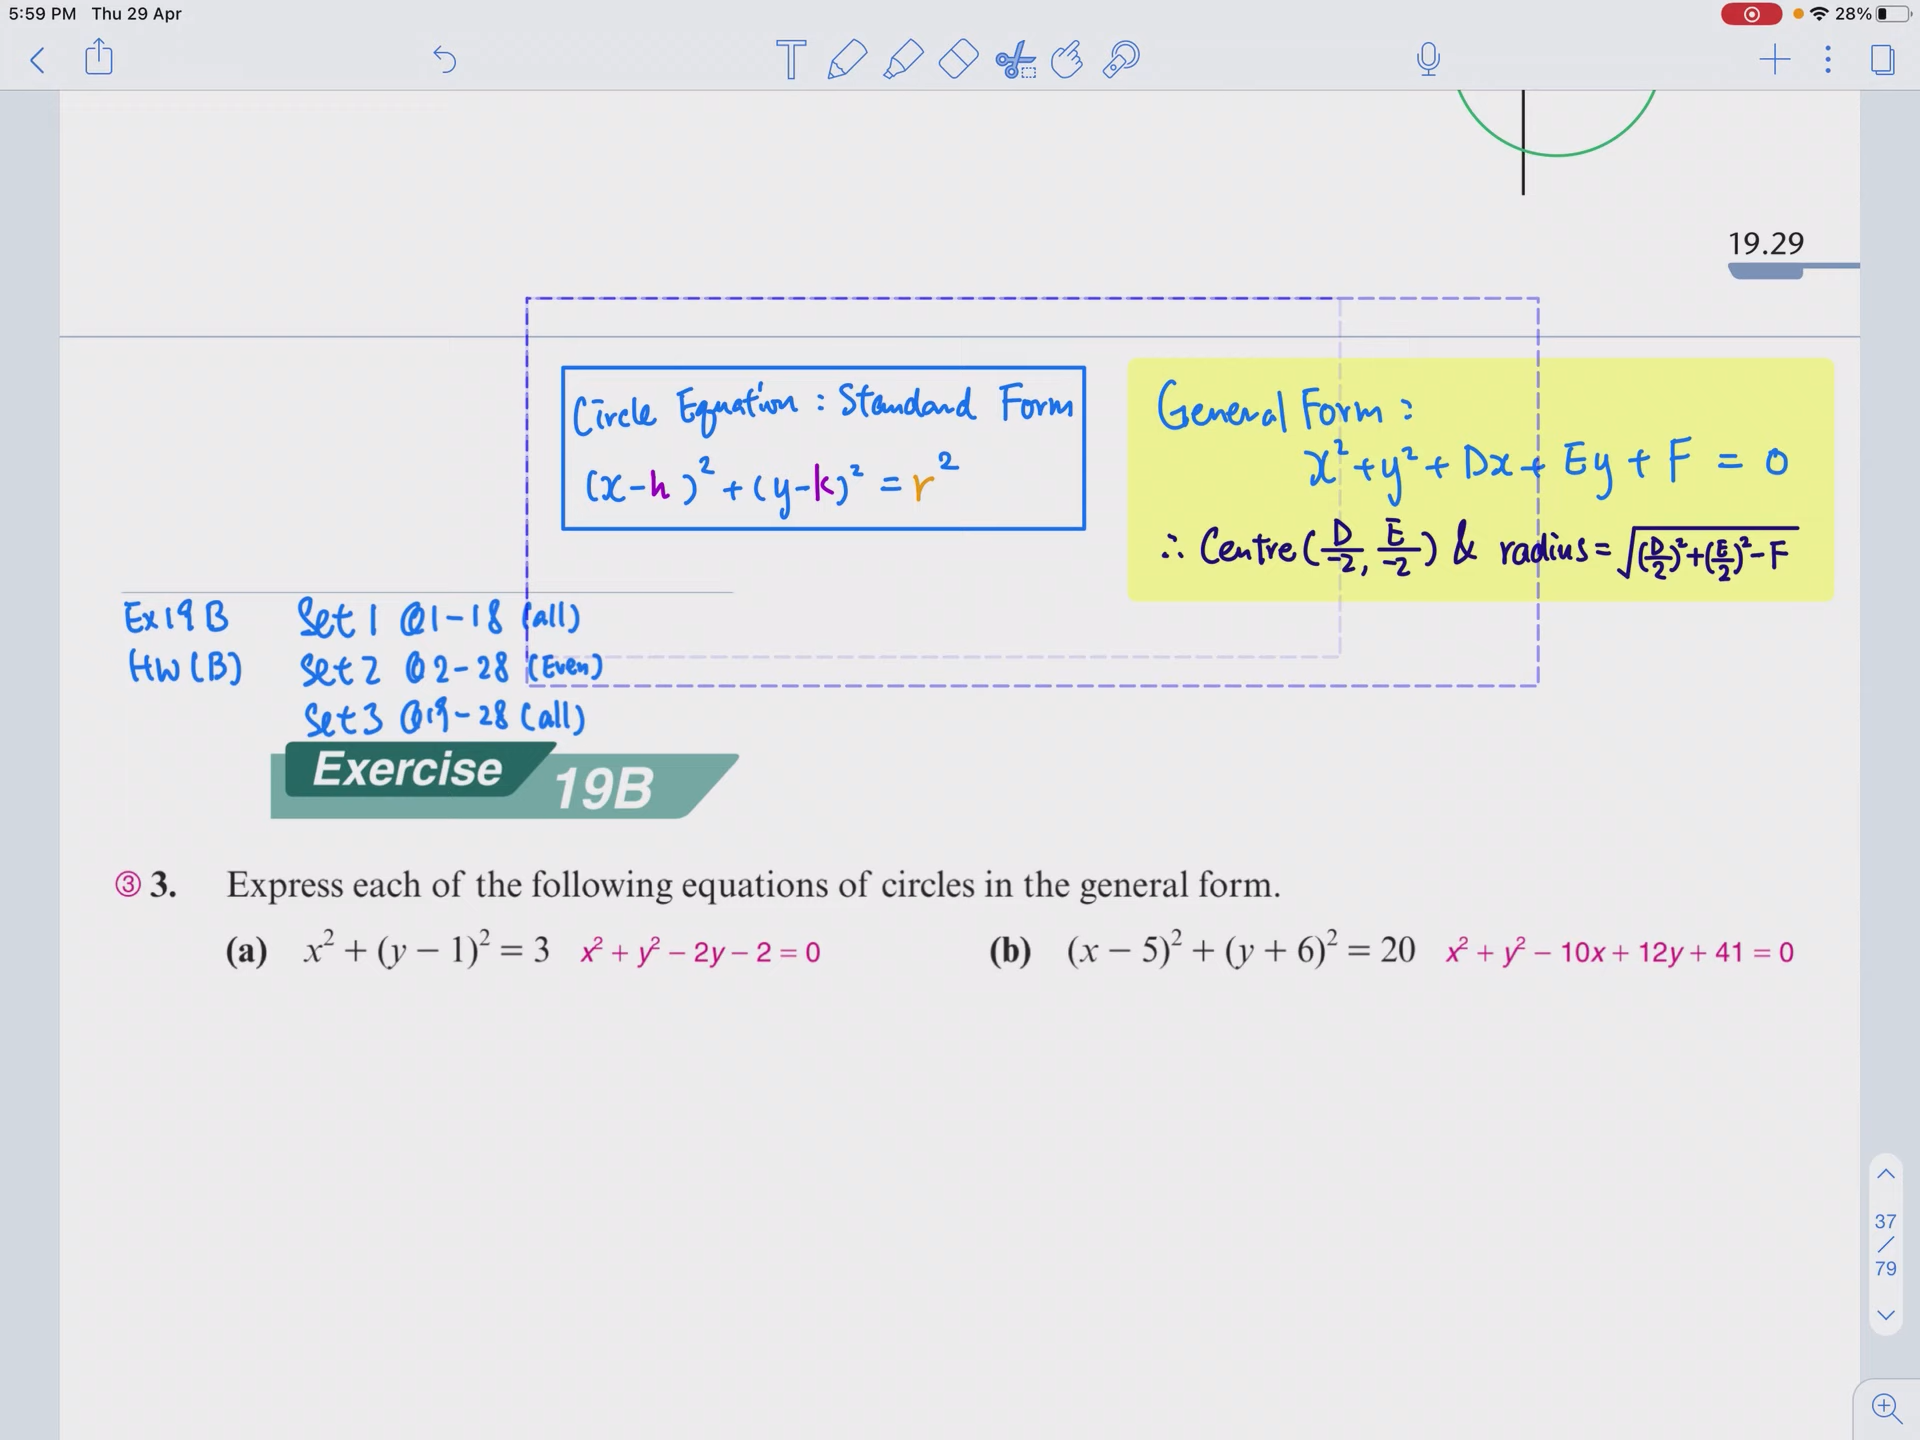 5:59 PM Thu 29 Apr
28%
19.29
Circle Equation : Standard Form
(x-h)² + (y-k)² = r²
General Form :
x² + y² + Dx + Ey + F = 0
∴ Centre (D/-2, E/-2) & radius = √((D/2)² + (E/2)² - F)
Ex19B Set 1 Q1-18 (all)
HW(B) Set 2 Q2-28 (Even)
Set 3 Q19-28 (all)
Exercise 19B
③ 3. Express each of the following equations of circles in the general form.
(a) x² + (y − 1)² = 3 x² + y² − 2y − 2 = 0
(b) (x − 5)² + (y + 6)² = 20 x² + y² − 10x + 12y + 41 = 0
37
/
79